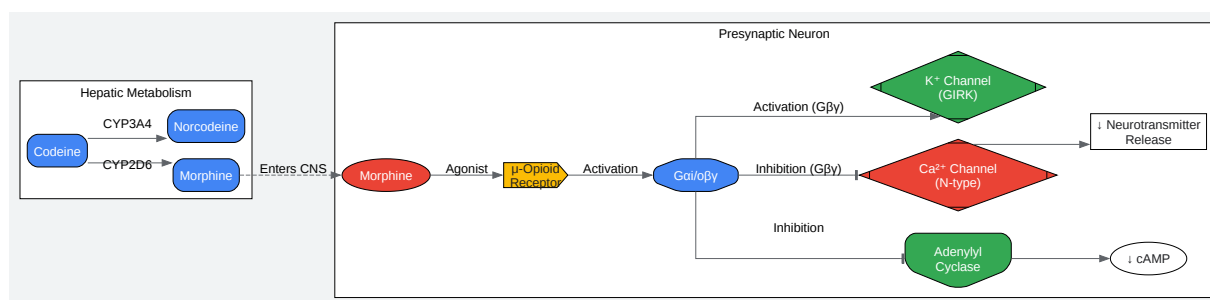 Presynaptic Neuron
Hepatic Metabolism
CYP3A4
Norcodeine
Codeine
CYP2D6
Morphine
Enters CNS
Morphine
Agonist
μ-Opioid
Receptor
Activation
Gαi/oβγ
Activation (Gβγ)
K⁺ Channel
(GIRK)
Inhibition (Gβγ)
Ca²⁺ Channel
(N-type)
↓ Neurotransmitter
Release
Inhibition
Adenylyl
Cyclase
↓ cAMP